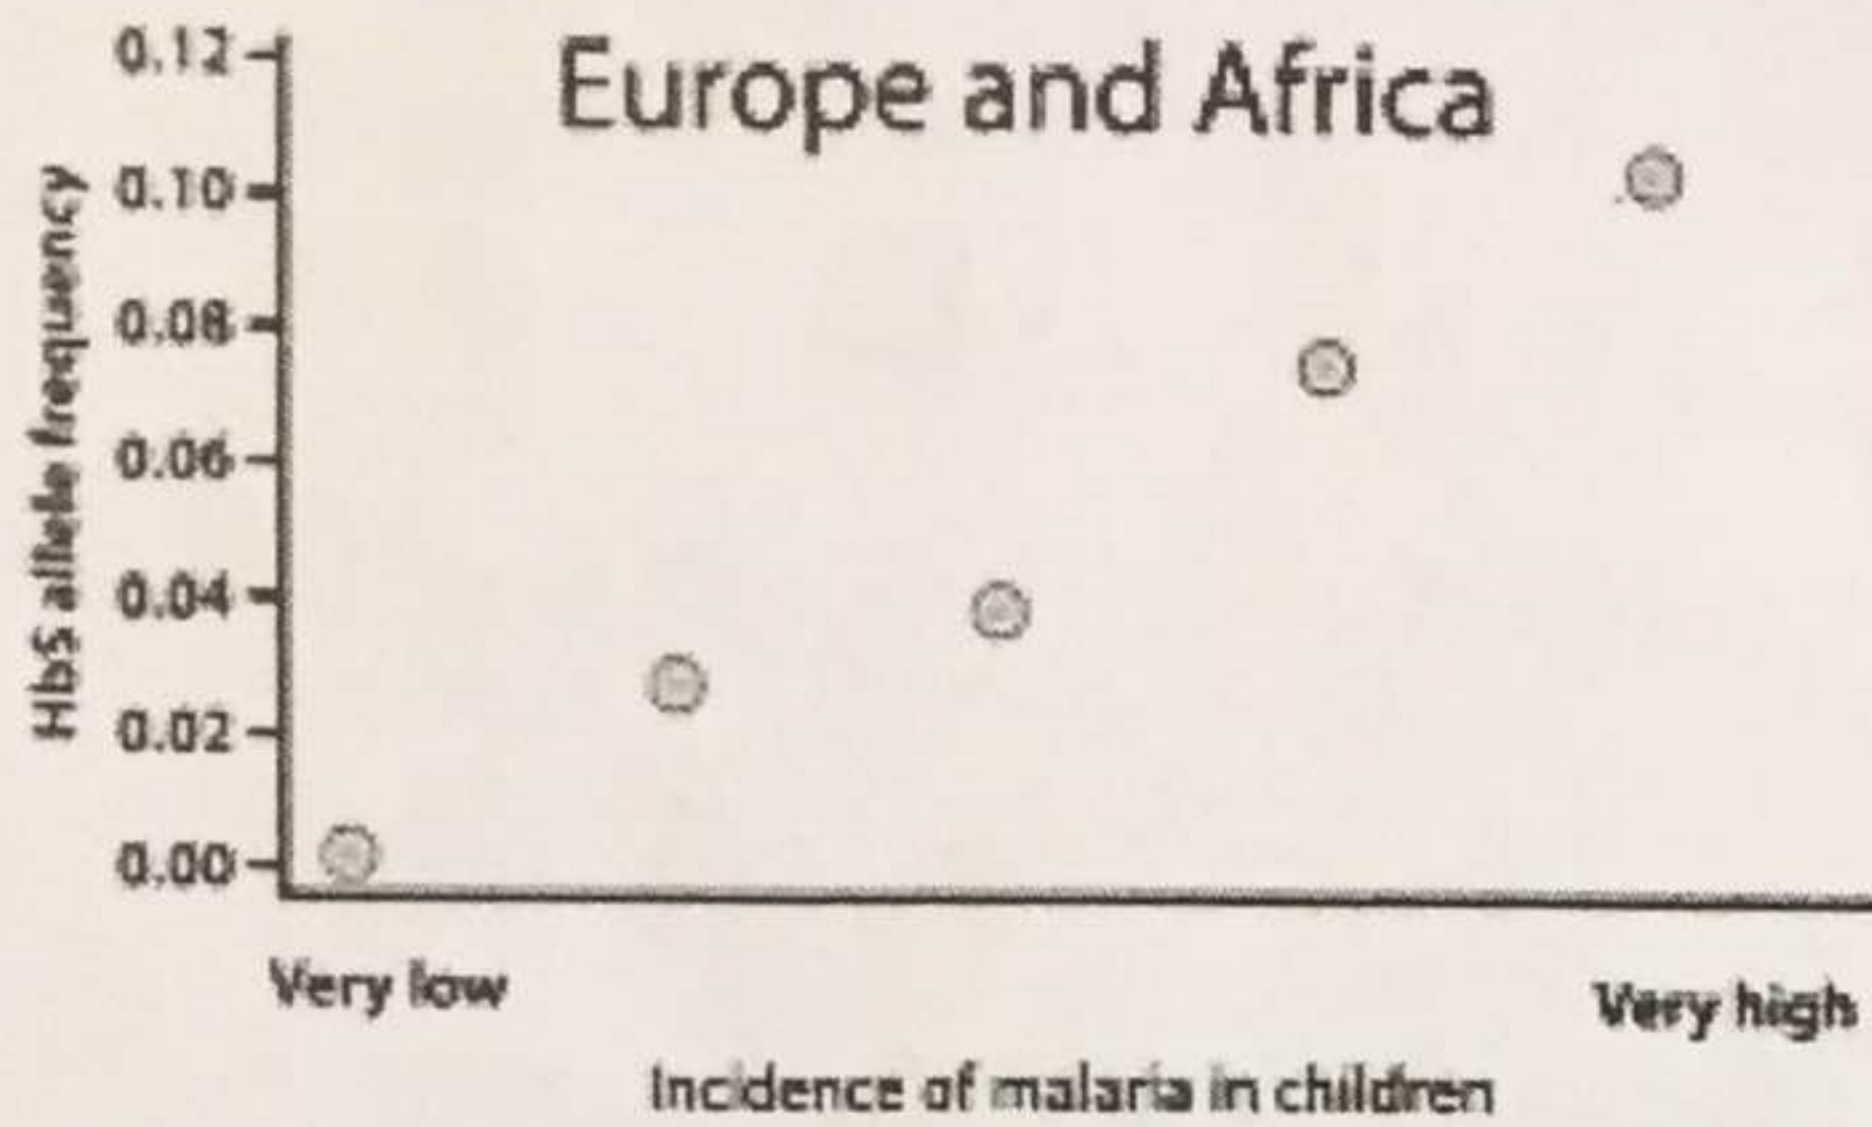 Europe and Africa
HbS allele frequency
0.12
0.10
0.08
0.06
0.04
0.02
0.00
Very low
Very high
Incidence of malaria in children